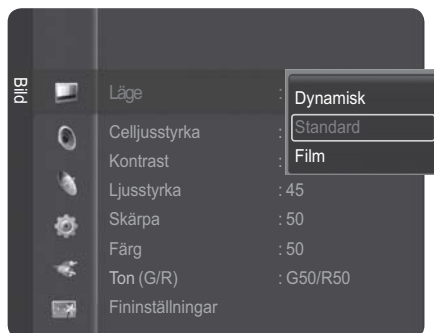 Bild
Läge :
Dynamisk
Standard
Film
Celljusstyrka :
Kontrast :
Ljusstyrka : 45
Skärpa : 50
Färg : 50
Ton (G/R) : G50/R50
Fininställningar